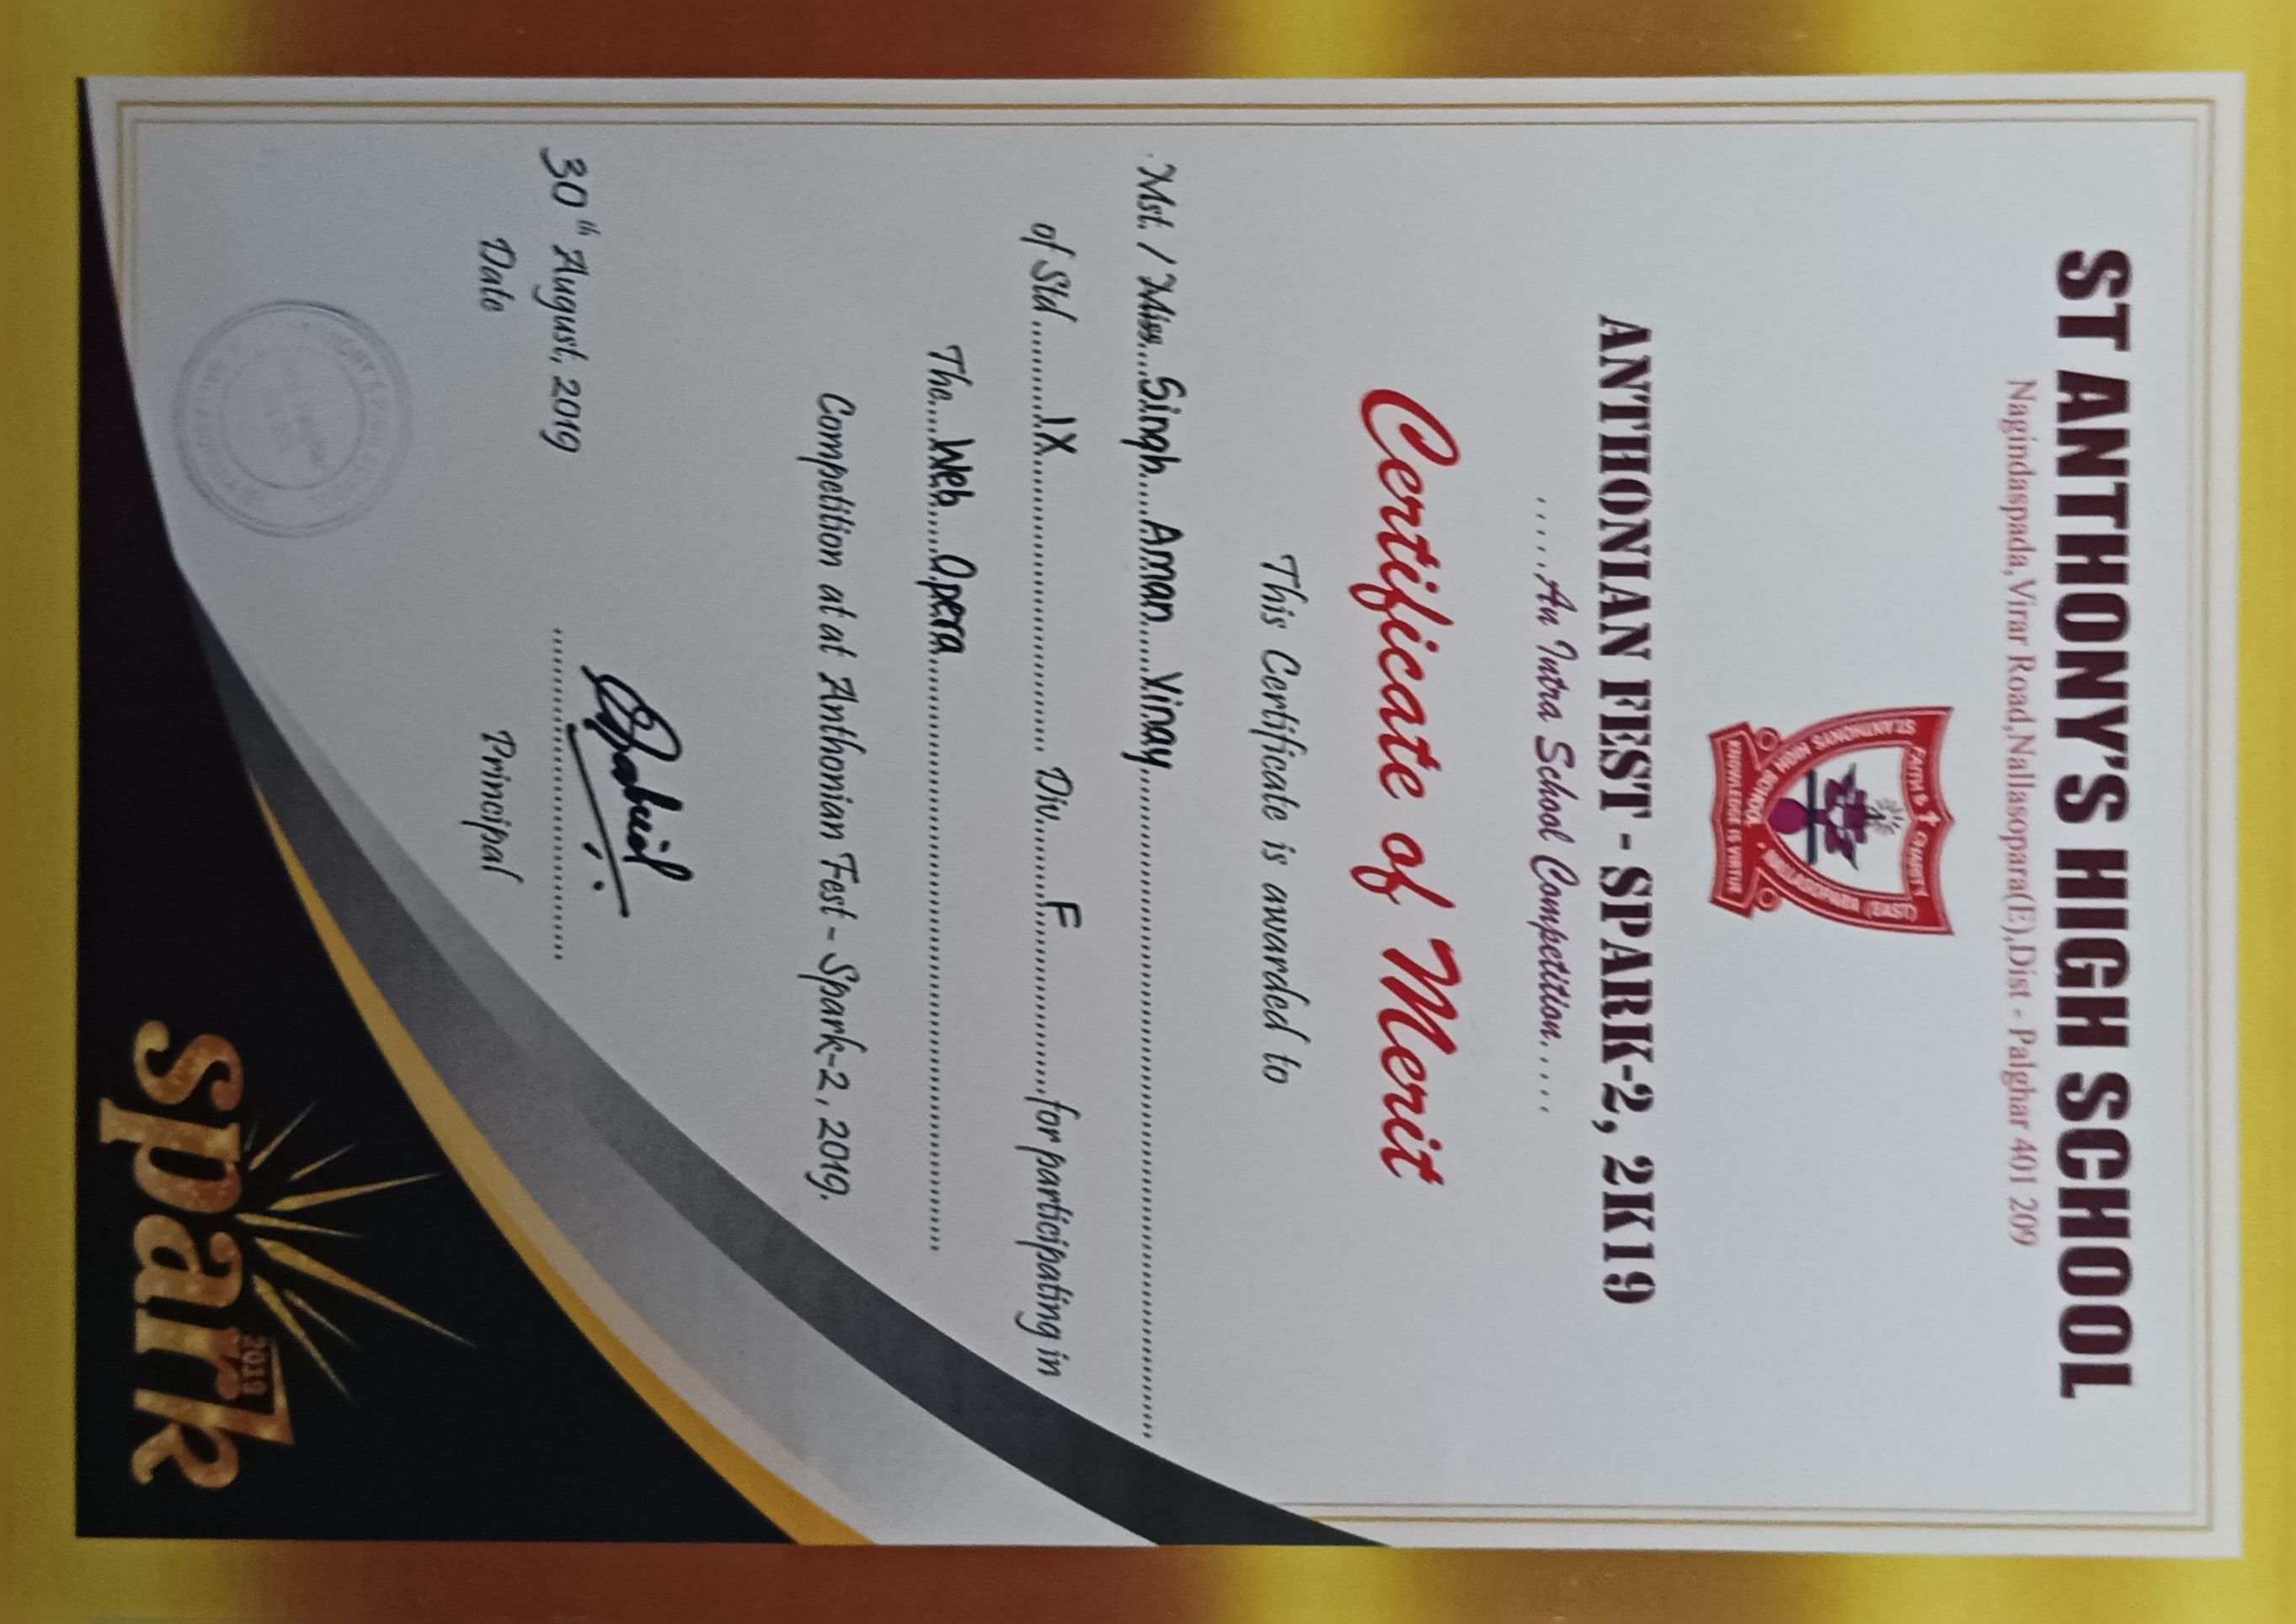 ST ANTHONY'S HIGH SCHOOL
Nagindaspada,Virar Road,Nallasopara(E),Dist - Palghar 401 209
FAITH & CHARITY
ST.ANTHONYS HIGH SCHOOL
NALLASOPARA (EAST)
KNOWLEDGE IS VIRTUE
ANTHONIAN FEST - SPARK-2, 2K19
.....An Intra School Competition.....
Certificate of Merit
This Certificate is awarded to
Mst. / Miss....Singh....Aman....Vinay....
of Std..........IX.......... Div......F..........for participating in
The....Web....Opera..........
Competition at at Anthonian Fest - Spark-2, 2019.
30th August, 2019
Date
Principal
spark
2019